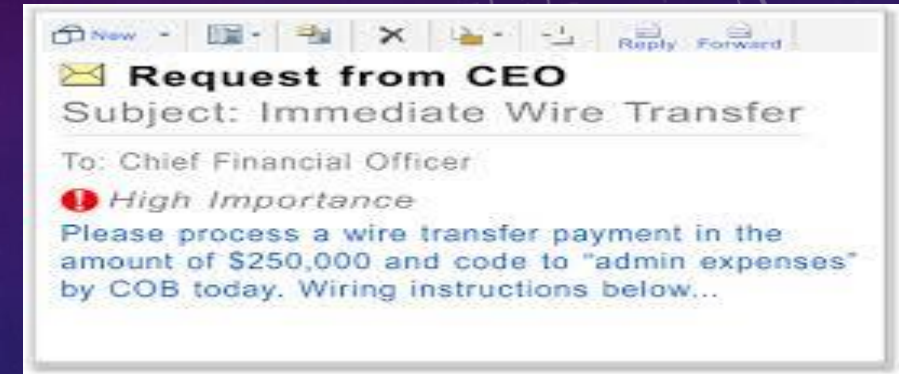 New
Reply Forward
Request from CEO
Subject: Immediate Wire Transfer
To: Chief Financial Officer
High Importance
Please process a wire transfer payment in the
amount of $250,000 and code to "admin expenses"
by COB today. Wiring instructions below...